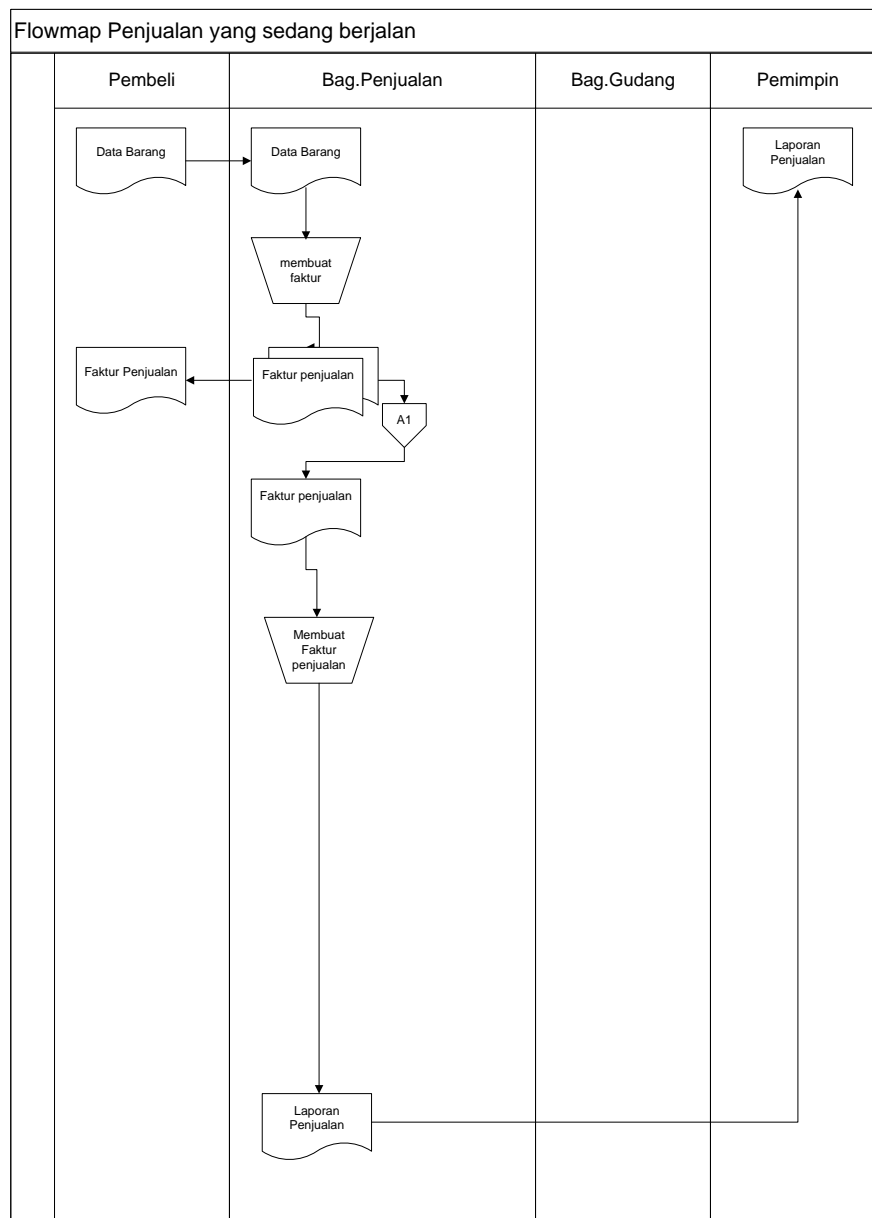 Flowmap Penjualan yang sedang berjalan
Pembeli
Bag.Penjualan
Bag.Gudang
Pemimpin
Data Barang
Data Barang
Laporan
Penjualan
membuat
faktur
Faktur Penjualan
Faktur penjualan
A1
Faktur penjualan
Membuat
Faktur
penjualan
Laporan
Penjualan